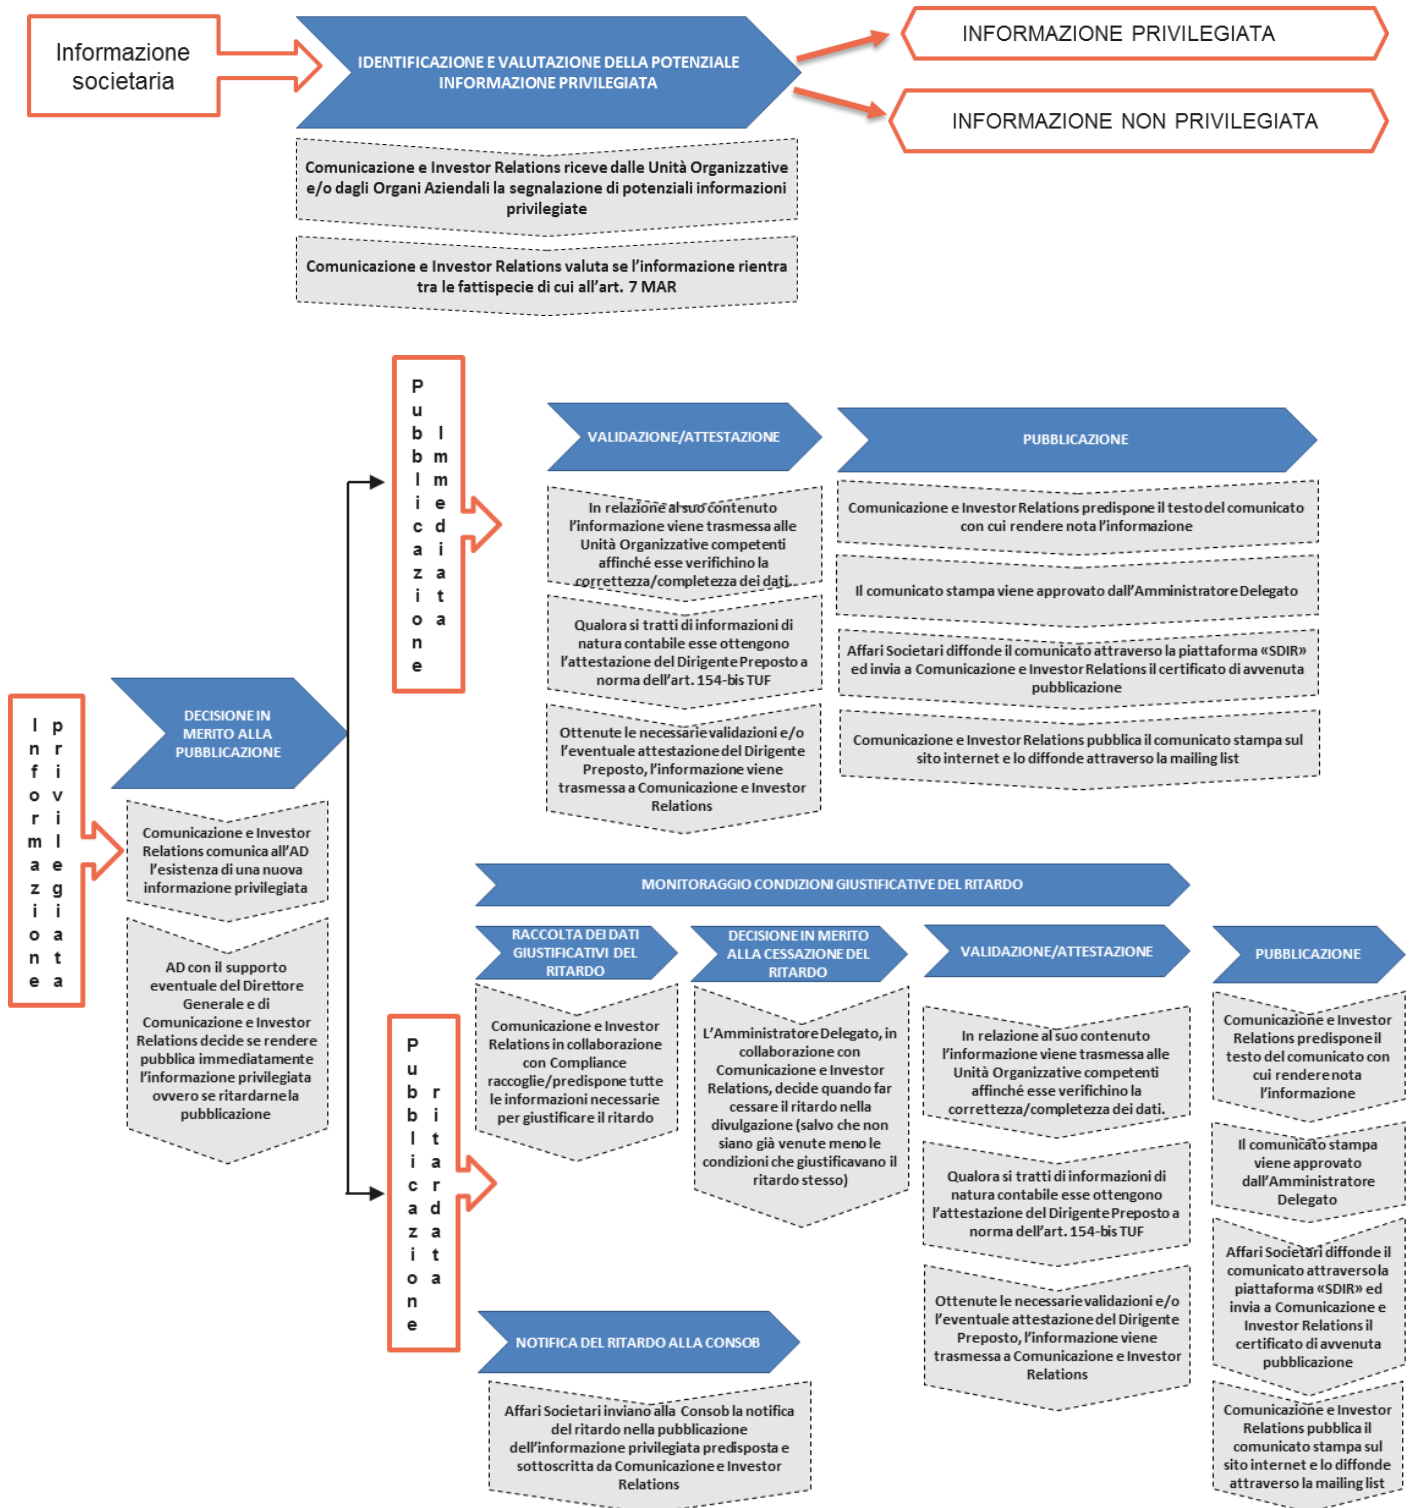 Informazione
societaria
IDENTIFICAZIONE E VALUTAZIONE DELLA POTENZIALE
INFORMAZIONE PRIVILEGIATA
INFORMAZIONE PRIVILEGIATA
INFORMAZIONE NON PRIVILEGIATA
Comunicazione e Investor Relations riceve dalle Unità Organizzative
e/o dagli Organi Aziendali la segnalazione di potenziali informazioni
privilegiate
Comunicazione e Investor Relations valuta se l'informazione rientra
tra le fattispecie di cui all'art. 7 MAR
Informazione
privilegiata
DECISIONE IN
MERITO ALLA
PUBBLICAZIONE
Comunicazione e Investor
Relations comunica all'AD
l'esistenza di una nuova
informazione privilegiata
AD con il supporto
eventuale del Direttore
Generale e di
Comunicazione e Investor
Relations decide se rendere
pubblica immediatamente
l'informazione privilegiata
ovvero se ritardarne la
pubblicazione
Pubblicazione
Immediata
VALIDAZIONE/ATTESTAZIONE
In relazione al suo contenuto
l'informazione viene trasmessa alle
Unità Organizzative competenti
affinché esse verifichino la
correttezza/completezza dei dati.
Qualora si tratti di informazioni di
natura contabile esse ottengono
l'attestazione del Dirigente Preposto a
norma dell'art. 154-bis TUF
Ottenute le necessarie validazioni e/o
l'eventuale attestazione del Dirigente
Preposto, l'informazione viene
trasmessa a Comunicazione e Investor
Relations
PUBBLICAZIONE
Comunicazione e Investor Relations predispone il testo del comunicato
con cui rendere nota l'informazione
Il comunicato stampa viene approvato dall'Amministratore Delegato
Affari Societari diffonde il comunicato attraverso la piattaforma «SDIR»
ed invia a Comunicazione e Investor Relations il certificato di avvenuta
pubblicazione
Comunicazione e Investor Relations pubblica il comunicato stampa sul
sito internet e lo diffonde attraverso la mailing list
Pubblicazione
ritardata
MONITORAGGIO CONDIZIONI GIUSTIFICATIVE DEL RITARDO
RACCOLTA DEI DATI
GIUSTIFICATIVI DEL
RITARDO
Comunicazione e Investor
Relations in collaborazione
con Compliance
raccoglie/predispone tutte
le informazioni necessarie
per giustificare il ritardo
DECISIONE IN MERITO
ALLA CESSAZIONE DEL
RITARDO
L'Amministratore Delegato, in
collaborazione con
Comunicazione e Investor
Relations, decide quando far
cessare il ritardo nella
divulgazione (salvo che non
siano già venute meno le
condizioni che giustificavano il
ritardo stesso)
VALIDAZIONE/ATTESTAZIONE
In relazione al suo contenuto
l'informazione viene trasmessa alle
Unità Organizzative competenti
affinché esse verifichino la
correttezza/completezza dei dati.
Qualora si tratti di informazioni di
natura contabile esse ottengono
l'attestazione del Dirigente Preposto a
norma dell'art. 154-bis TUF
Ottenute le necessarie validazioni e/o
l'eventuale attestazione del Dirigente
Preposto, l'informazione viene
trasmessa a Comunicazione e Investor
Relations
PUBBLICAZIONE
Comunicazione e Investor
Relations predispone il
testo del comunicato con
cui rendere nota
l'informazione
Il comunicato stampa
viene approvato
dall'Amministratore
Delegato
Affari Societari diffonde il
comunicato attraverso la
piattaforma «SDIR» ed
invia a Comunicazione e
Investor Relations il
certificato di avvenuta
pubblicazione
Comunicazione e Investor
Relations pubblica il
comunicato stampa sul
sito internet e lo diffonde
attraverso la mailing list
NOTIFICA DEL RITARDO ALLA CONSOB
Affari Societari inviano alla Consob la notifica
del ritardo nella pubblicazione
dell'informazione privilegiata predisposta e
sottoscritta da Comunicazione e Investor
Relations